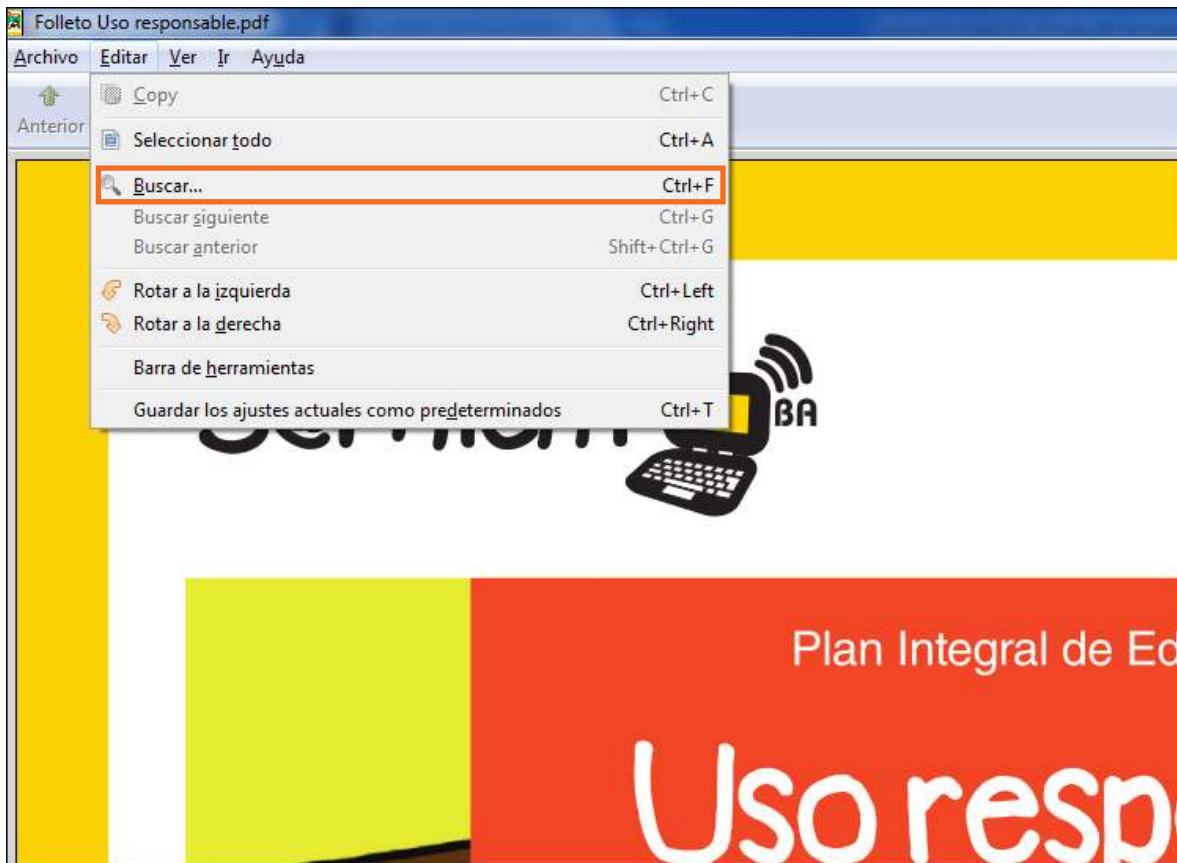 Folleto Uso responsable.pdf
Archivo Editar Ver Ir Ayuda
Anterior
Copy Ctrl+C
Seleccionar todo Ctrl+A
Buscar... Ctrl+F
Buscar siguiente Ctrl+G
Buscar anterior Shift+Ctrl+G
Rotar a la izquierda Ctrl+Left
Rotar a la derecha Ctrl+Right
Barra de herramientas
Guardar los ajustes actuales como predeterminados Ctrl+T
BA
Plan Integral de Ed
Uso respo